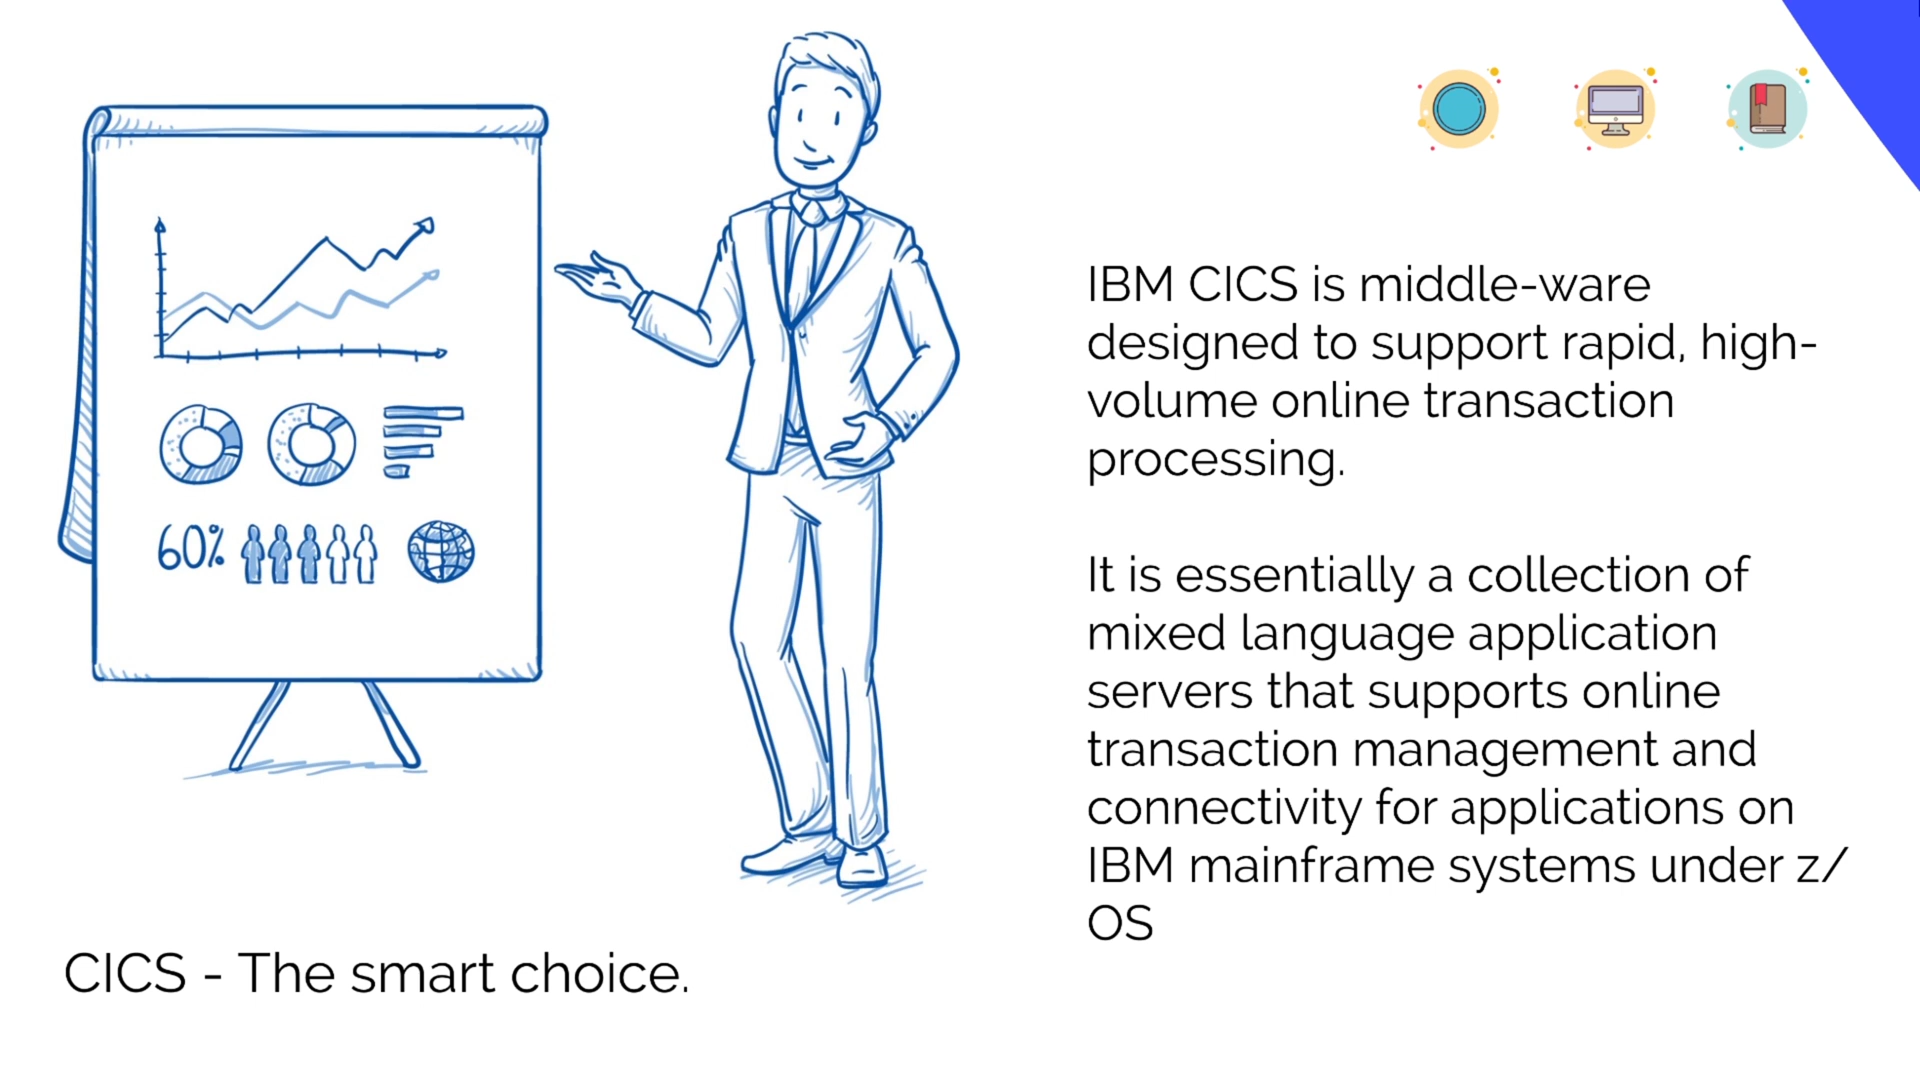 60%
IBM CICS is middle-ware
designed to support rapid, high-
volume online transaction
processing.
It is essentially a collection of
mixed language application
servers that supports online
transaction management and
connectivity for applications on
IBM mainframe systems under z/
OS
CICS - The smart choice.